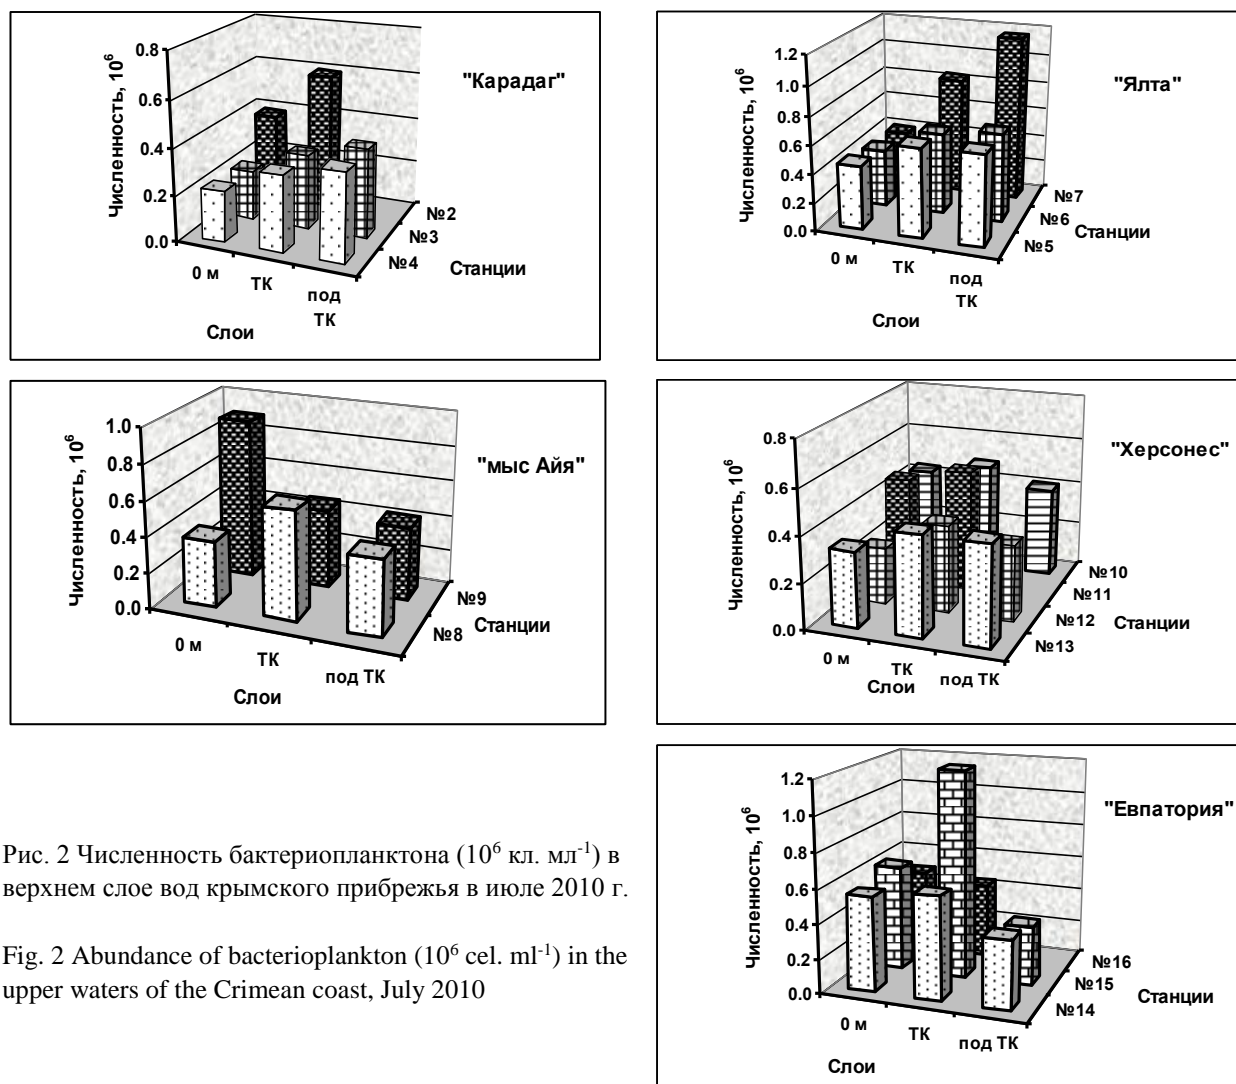 "Карадаг"
Численность, 10⁶
0.8
0.6
0.4
0.2
0.0
0 м
ТК
под
ТК
Слои
№2
№3
№4
Станции
"Ялта"
Численность, 10⁶
1.2
1.0
0.8
0.6
0.4
0.2
0.0
0 м
ТК
под
ТК
Слои
№7
№6
№5
Станции
"мыс Айя"
Численность, 10⁶
1.0
0.8
0.6
0.4
0.2
0.0
0 м
ТК
под ТК
Слои
№9
№8
Станции
"Херсонес"
Численность, 10⁶
0.8
0.6
0.4
0.2
0.0
0 м
ТК
под ТК
Слои
№10
№11
№12
№13
Станции
"Евпатория"
Численность, 10⁶
1.2
1.0
0.8
0.6
0.4
0.2
0.0
0 м
ТК
под ТК
Слои
№16
№15
№14
Станции
Рис. 2 Численность бактериопланктона (10⁶ кл. мл⁻¹) в
верхнем слое вод крымского прибрежья в июле 2010 г.
Fig. 2 Abundance of bacterioplankton (10⁶ cel. ml⁻¹) in the
upper waters of the Crimean coast, July 2010